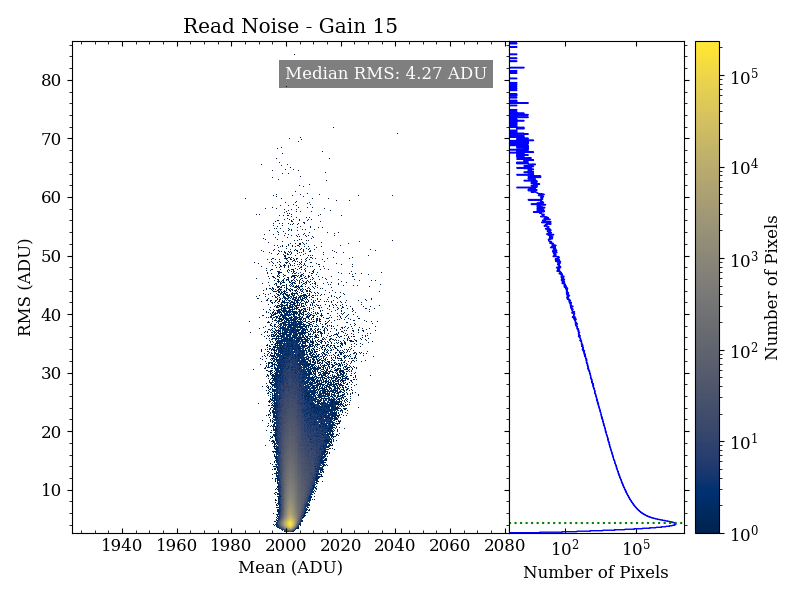 Read Noise - Gain 15
Median RMS: 4.27 ADU
RMS (ADU)
80
70
60
50
40
30
20
10
1940 1960 1980 2000 2020 2040 2060 2080
Mean (ADU)
10² 10⁵
Number of Pixels
10⁵
10⁴
10³
10²
10¹
10⁰
Number of Pixels